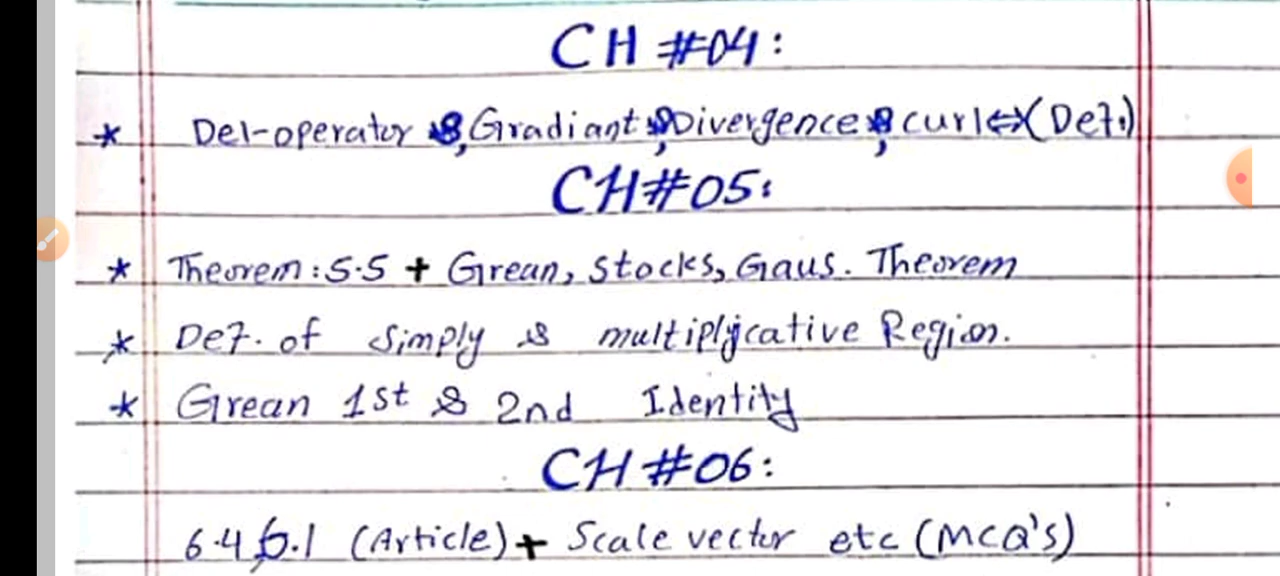 CH #04:
* Del-operator &, Gradiant, Divergence, & curl⇔(Def.)
CH#05:
* Theorem:5.5 + Grean, Stocks, Gaus. Theorem
* Def. of Simply & multiplicative Region.
* Grean 1st & 2nd Identity
CH #06:
6.4, 6.1 (Article)+ Scale vector etc (MCQ's)